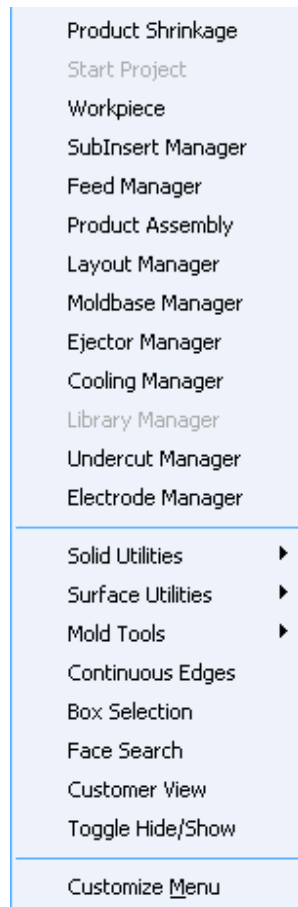 Product Shrinkage
Start Project
Workpiece
SubInsert Manager
Feed Manager
Product Assembly
Layout Manager
Moldbase Manager
Ejector Manager
Cooling Manager
Library Manager
Undercut Manager
Electrode Manager
Solid Utilities
Surface Utilities
Mold Tools
Continuous Edges
Box Selection
Face Search
Customer View
Toggle Hide/Show
Customize Menu